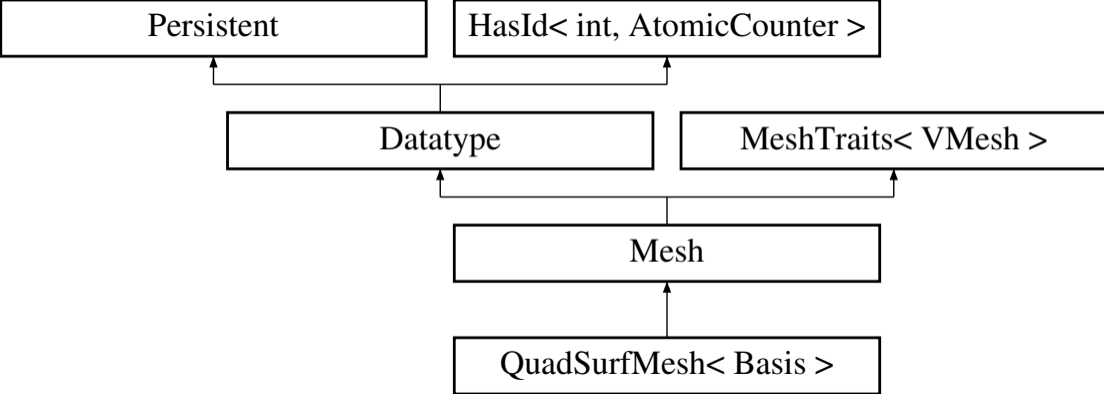 Persistent
HasId< int, AtomicCounter >
Datatype
MeshTraits< VMesh >
Mesh
QuadSurfMesh< Basis >